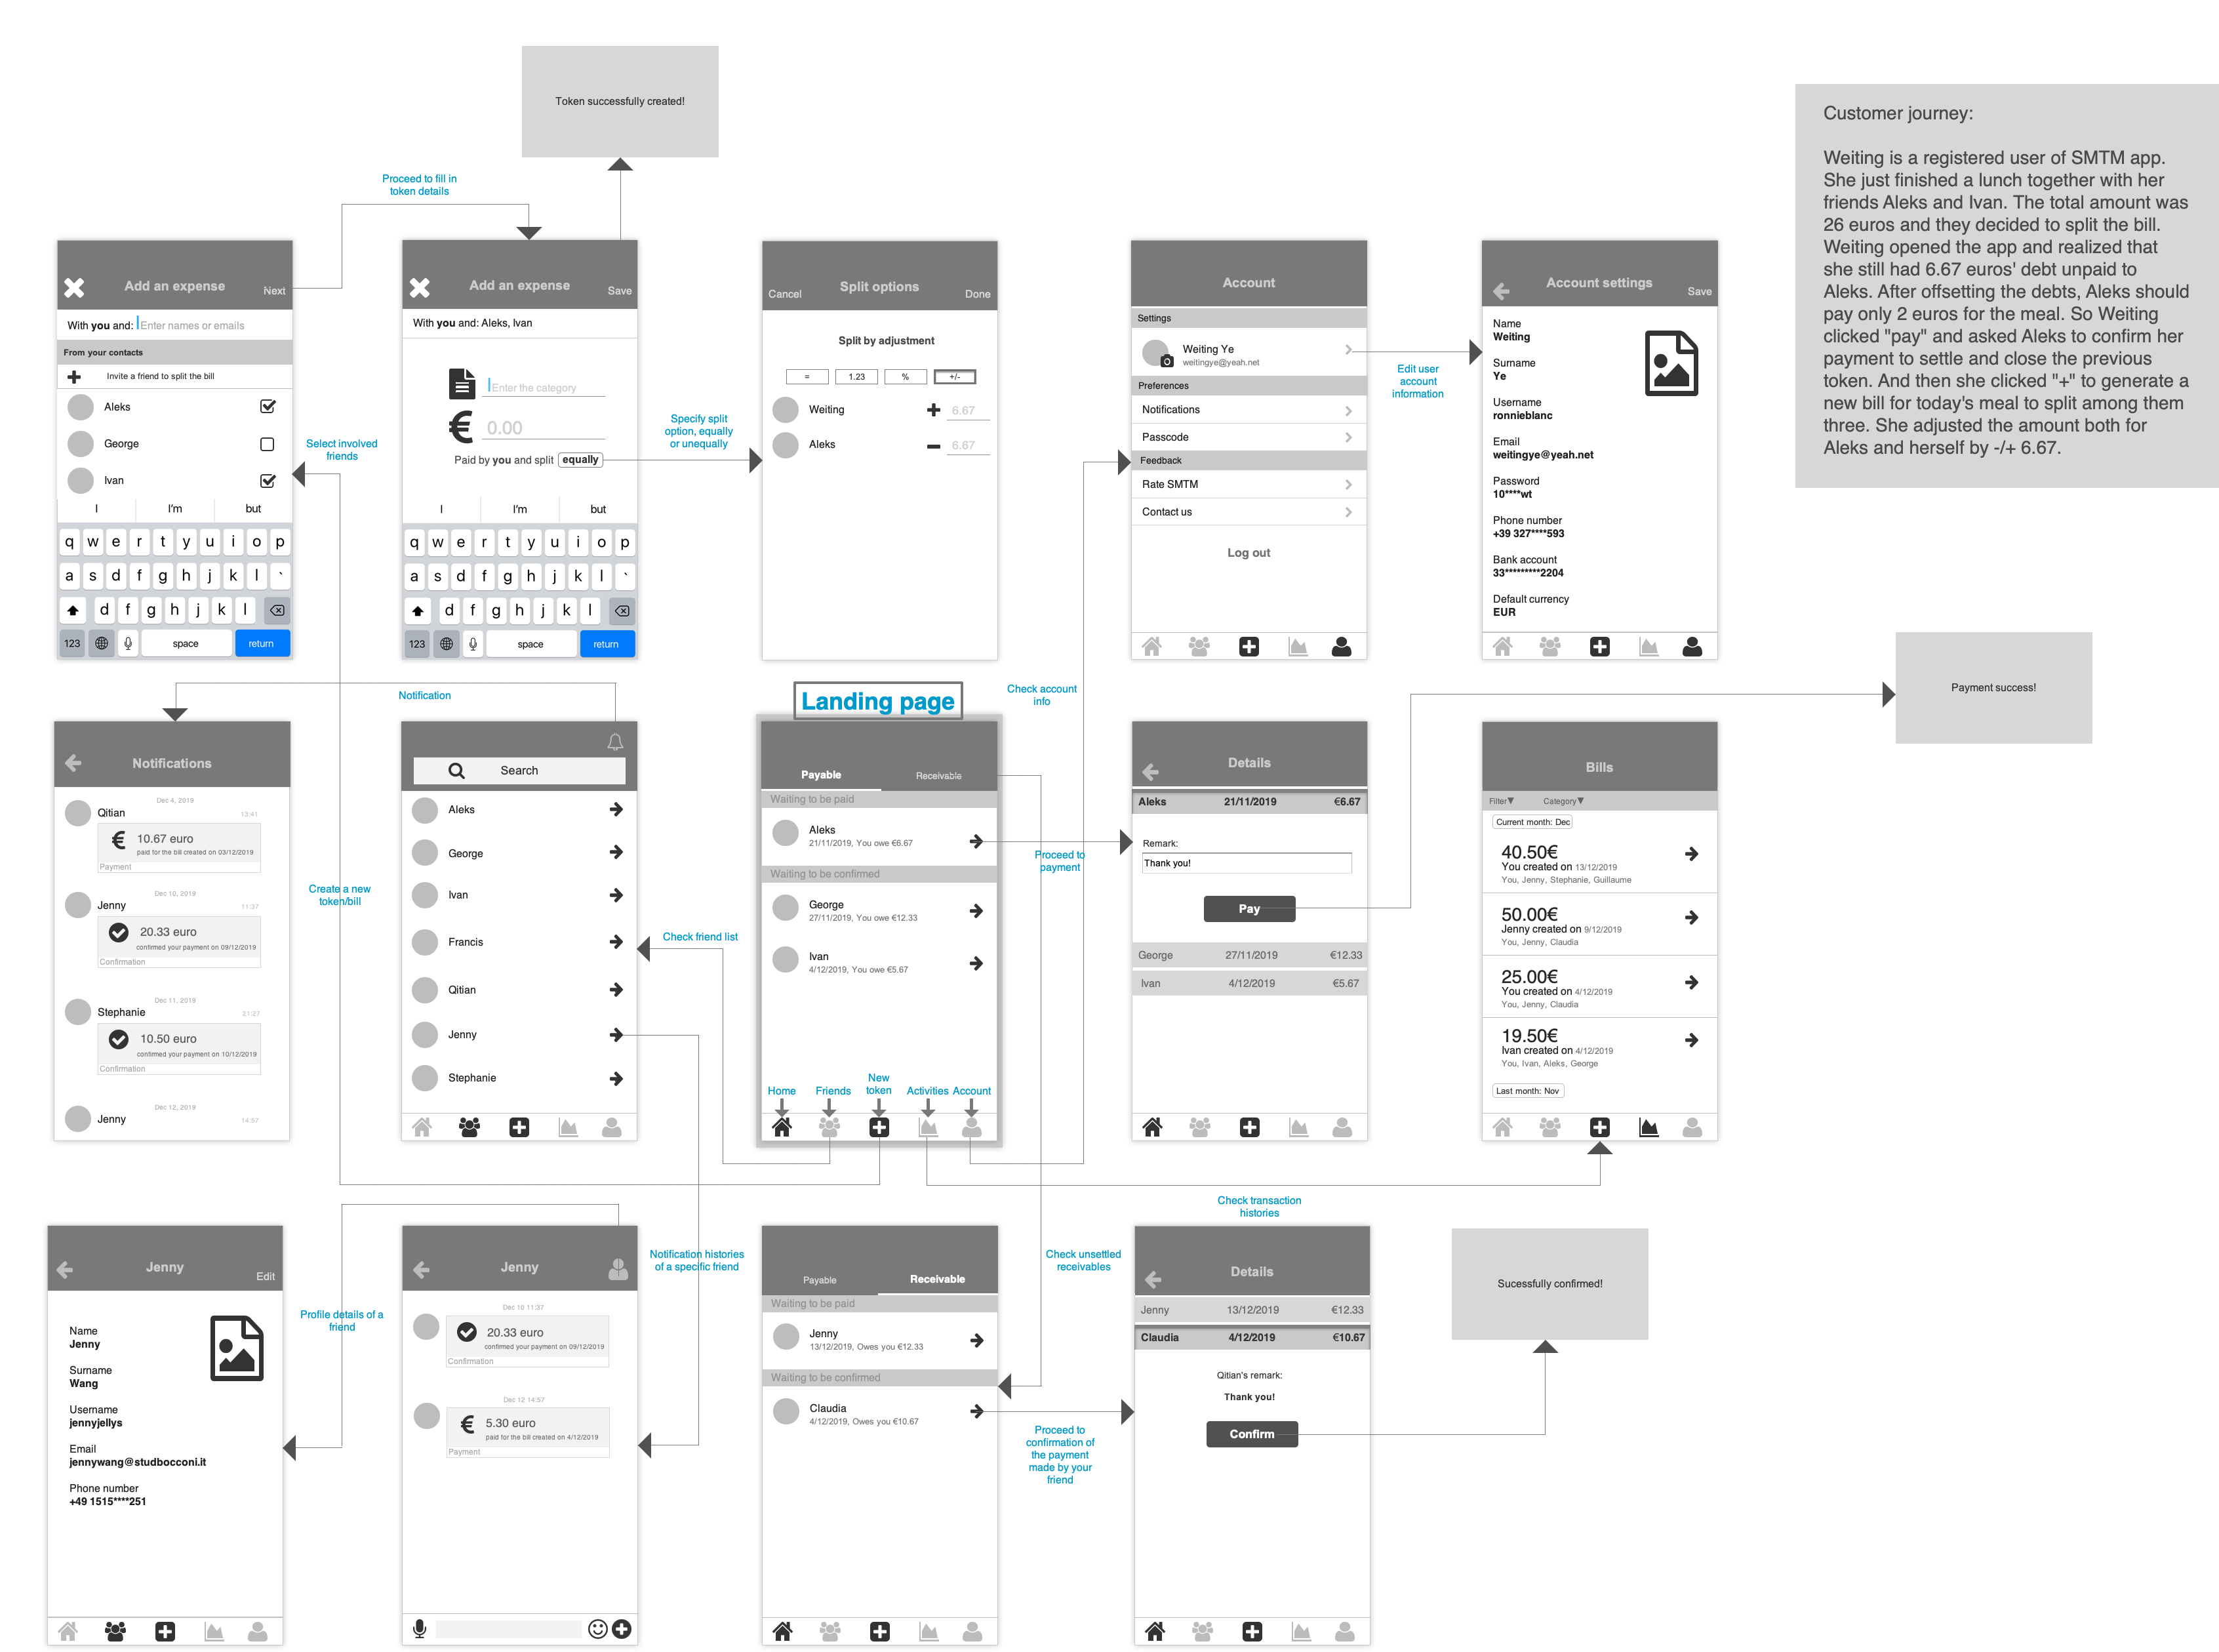 Token successfully created!
Customer journey:
Weiting is a registered user of SMTM app.
She just finished a lunch together with her
friends Aleks and Ivan. The total amount was
26 euros and they decided to split the bill.
Weiting opened the app and realized that
she still had 6.67 euros' debt unpaid to
Aleks. After offsetting the debts, Aleks should
pay only 2 euros for the meal. So Weiting
clicked "pay" and asked Aleks to confirm her
payment to settle and close the previous
token. And then she clicked "+" to generate a
new bill for today's meal to split among them
three. She adjusted the amount both for
Aleks and herself by -/+ 6.67.
Proceed to fill in
token details
Add an expense
Next
With you and: Enter names or emails
From your contacts
Invite a friend to split the bill
Aleks
George
Ivan
I I'm but
q w e r t y u i o p
a s d f g h j k l `
d f g h j k l
123 space return
Select involved
friends
Add an expense
Save
With you and: Aleks, Ivan
Enter the category
€ 0.00
Paid by you and split equally
I I'm but
q w e r t y u i o p
a s d f g h j k l `
d f g h j k l
123 space return
Specify split
option, equally
or unequally
Cancel Split options Done
Split by adjustment
= 1.23 % +/-
Weiting 6.67
Aleks 6.67
Account
Settings
Weiting Ye
weitingye@yeah.net
Preferences
Notifications
Passcode
Feedback
Rate SMTM
Contact us
Log out
Edit user
account
information
Account settings
Save
Name
Weiting
Surname
Ye
Username
ronnieblanc
Email
weitingye@yeah.net
Password
10****wt
Phone number
+39 327****593
Bank account
33*********2204
Default currency
EUR
Notification
Notifications
Dec 4, 2019
Qitian 13:41
€ 10.67 euro
paid for the bill created on 03/12/2019
Payment
Dec 10, 2019
Jenny 11:37
20.33 euro
confirmed your payment on 09/12/2019
Confirmation
Dec 11, 2019
Stephanie 21:27
10.50 euro
confirmed your payment on 10/12/2019
Confirmation
Dec 12, 2019
Jenny 14:57
Create a new
token/bill
Search
Aleks
George
Ivan
Francis
Qitian
Jenny
Stephanie
Check friend list
Landing page
Payable Receivable
Waiting to be paid
Aleks
21/11/2019, You owe €6.67
Waiting to be confirmed
George
27/11/2019, You owe €12.33
Ivan
4/12/2019, You owe €5.67
Home Friends New
token Activities Account
Check account
info
Proceed to
payment
Details
Aleks 21/11/2019 €6.67
Remark:
Thank you!
Pay
George 27/11/2019 €12.33
Ivan 4/12/2019 €5.67
Bills
Filter▼ Category▼
Current month: Dec
40.50€
You created on 13/12/2019
You, Jenny, Stephanie, Guillaume
50.00€
Jenny created on 9/12/2019
You, Jenny, Claudia
25.00€
You created on 4/12/2019
You, Jenny, Claudia
19.50€
Ivan created on 4/12/2019
You, Ivan, Aleks, George
Last month: Nov
Payment success!
Check transaction
histories
Jenny
Edit
Name
Jenny
Surname
Wang
Username
jennyjellys
Email
jennywang@studbocconi.it
Phone number
+49 1515****251
Profile details of a
friend
Jenny
Dec 10 11:37
20.33 euro
confirmed your payment on 09/12/2019
Confirmation
Dec 12 14:57
€ 5.30 euro
paid for the bill created on 4/12/2019
Payment
Notification histories
of a specific friend
Payable Receivable
Waiting to be paid
Jenny
13/12/2019, Owes you €12.33
Waiting to be confirmed
Claudia
4/12/2019, Owes you €10.67
Check unsettled
receivables
Proceed to
confirmation of
the payment
made by your
friend
Details
Jenny 13/12/2019 €12.33
Claudia 4/12/2019 €10.67
Qitian's remark:
Thank you!
Confirm
Sucessfully confirmed!